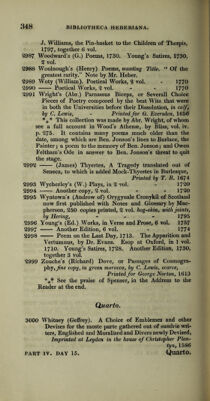 348 BIBLIOTHECA HEBERIANA.
J. Williams, the Pin-basket to the Children of Thespis,
1797, together 6 vol.
2987 Woodward's (G.) Poems, 1730. Young's Satires, 1730,
2 vol.
2988 Woolnough's (Henry) Poems, wanting Title. " Of the
greatest rarity." Note by Mr. Heber.
2989 Woty (William). Poetical Works, 2 vol. 1770
2990 —— Poetical Works, 2 vol. 1770
2991 Wright's (Abr.) Parnassus Biceps, or Severall Choice
Pieces of Poetry composed by the best Wits that were
in both the Universities before their Dissolution, in calf,
by C. Lewis, Printed for G. Eversden, 1656
*** This collection was made by Abr. Wright, of whom
see a full account in Wood's Athenæ, by Bliss, vol. iv.
p. 275. It contains many poems much older than the
date, among which are Ben. Jonson's lines to Burlace, the
Painter ; a poem to the memory of Ben. Jonson ; and Owen
Feltham's Ode in answer to Ben. Jonson's threat to quit
the stage.
2992 —— (James) Thyestes, A Tragedy translated out of
Seneca, to which is added Mock-Thyestes in Burlesque,
Printed by T. R. 1674
2993 Wycherley's (W.) Plays, in 2 vol. 1720
2994 —— Another copy, 2 vol. 1720
2995 Wyntown's (Andrew of) Orygynale Cronykil of Scotland
now first published with Notes and Glossary by Mac-
pherson, 250 copies printed, 2 vol. hog-skin, with joints,
by Hering, 1795
2996 Young's (Ed.) Works, in Verse and Prose, 6 vol. 1767
2997 —— Another Edition, 6 vol. 1774
2998 —— Poem on the Last Day, 1713. The Apparition and
Vertumnus, by Dr. Evans. Knep at Oxford, in 1 vol.
1710. Young's Satires, 1728. Another Edition, 1730,
together 3 vol.
2999 Zouche's (Richard) Dove, or Passages of Cosmogra-
phy, fine copy, in green morocco, by C. Lewis, scarce,
Printed for George Norton, 1613
*†* See the praise of Spenser, in the Address to the
Reader at the end.
Quarto.
3000 Whitney (Geffrey). A Choice of Emblemes and other
Devises for the moste parte gathered out of sundrie wri-
ters, Englished and Moralized and Divers newly Devised,
Imprinted at Leyden in the house of Christopher Plan-
tyn, 1586
PART IV. DAY 15. Quarto.